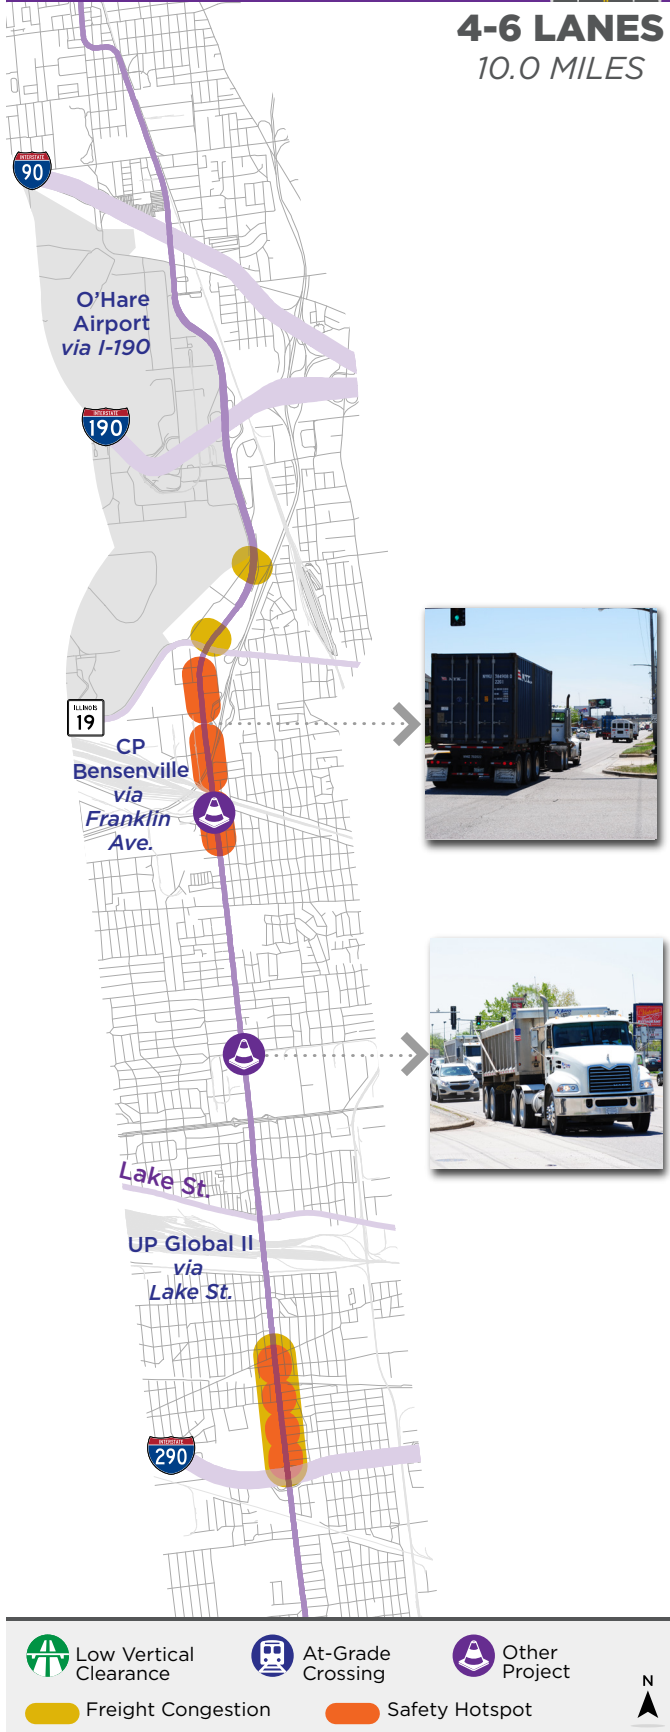 4-6 LANES
10.0 MILES
INTERSTATE
90
O'Hare
Airport
via I-190
INTERSTATE
190
ILLINOIS
19
CP
Bensenville
via
Franklin
Ave.
Lake St.
UP Global II
via
Lake St.
INTERSTATE
290
Low Vertical
Clearance
At-Grade
Crossing
Other
Project
Freight Congestion
Safety Hotspot
N